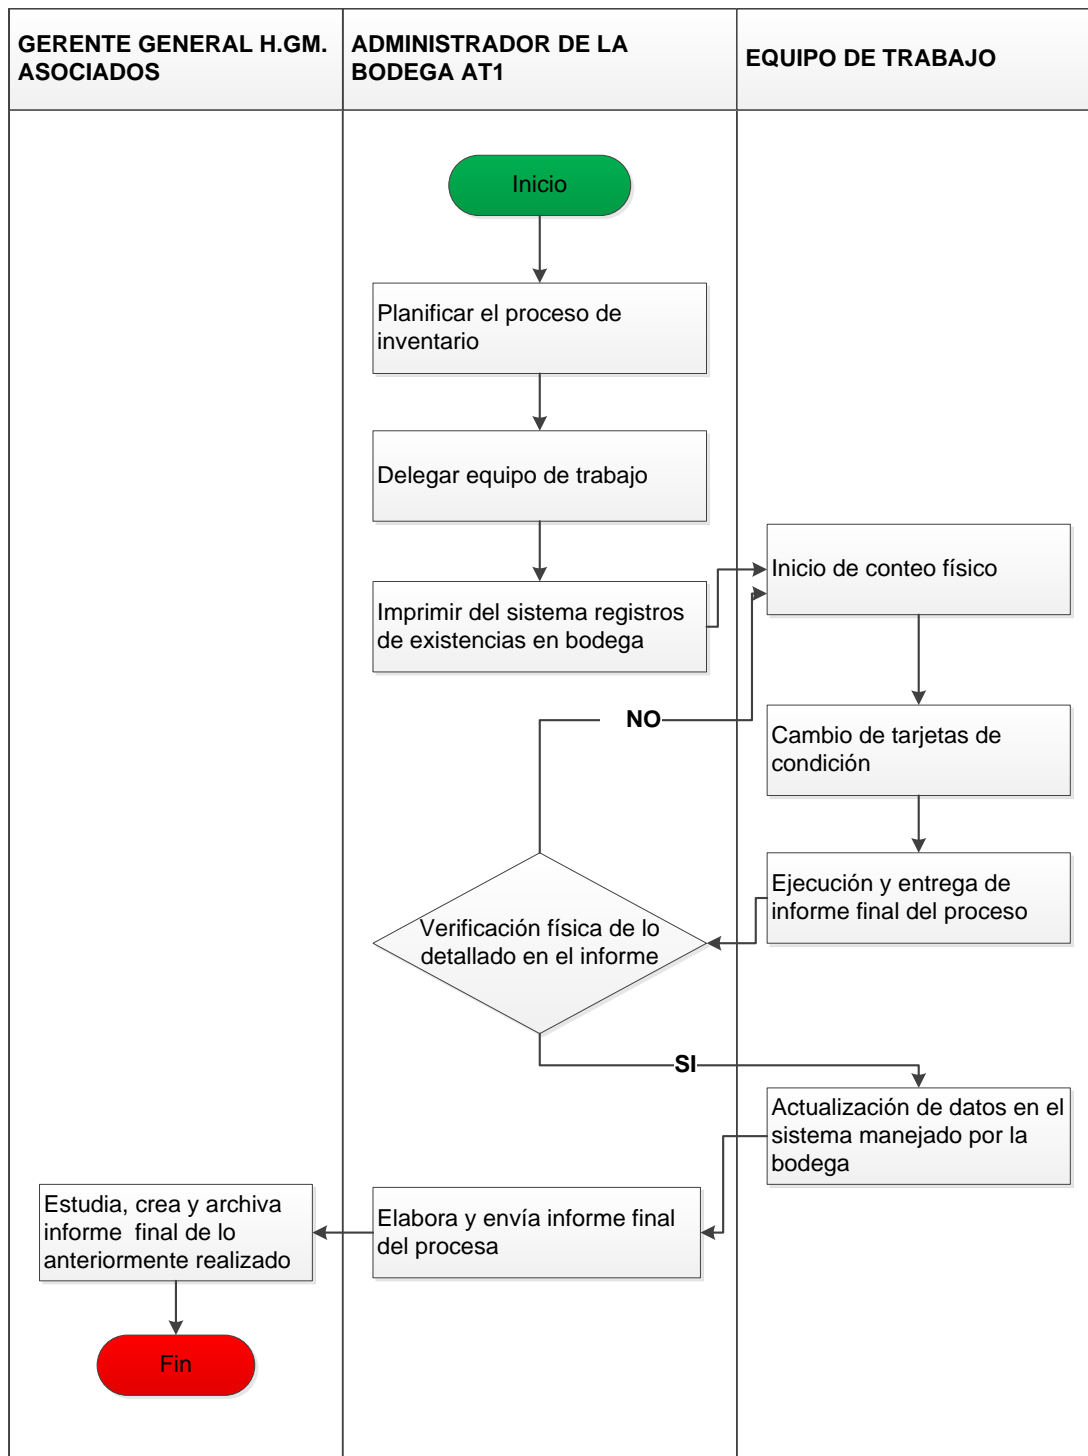 GERENTE GENERAL H.GM.
ASOCIADOS
ADMINISTRADOR DE LA
BODEGA AT1
EQUIPO DE TRABAJO
Inicio
Planificar el proceso de
inventario
Delegar equipo de trabajo
Imprimir del sistema registros
de existencias en bodega
Inicio de conteo físico
NO
Cambio de tarjetas de
condición
Ejecución y entrega de
informe final del proceso
Verificación física de lo
detallado en el informe
SI
Actualización de datos en el
sistema manejado por la
bodega
Elabora y envía informe final
del procesa
Estudia, crea y archiva
informe  final de lo
anteriormente realizado
Fin